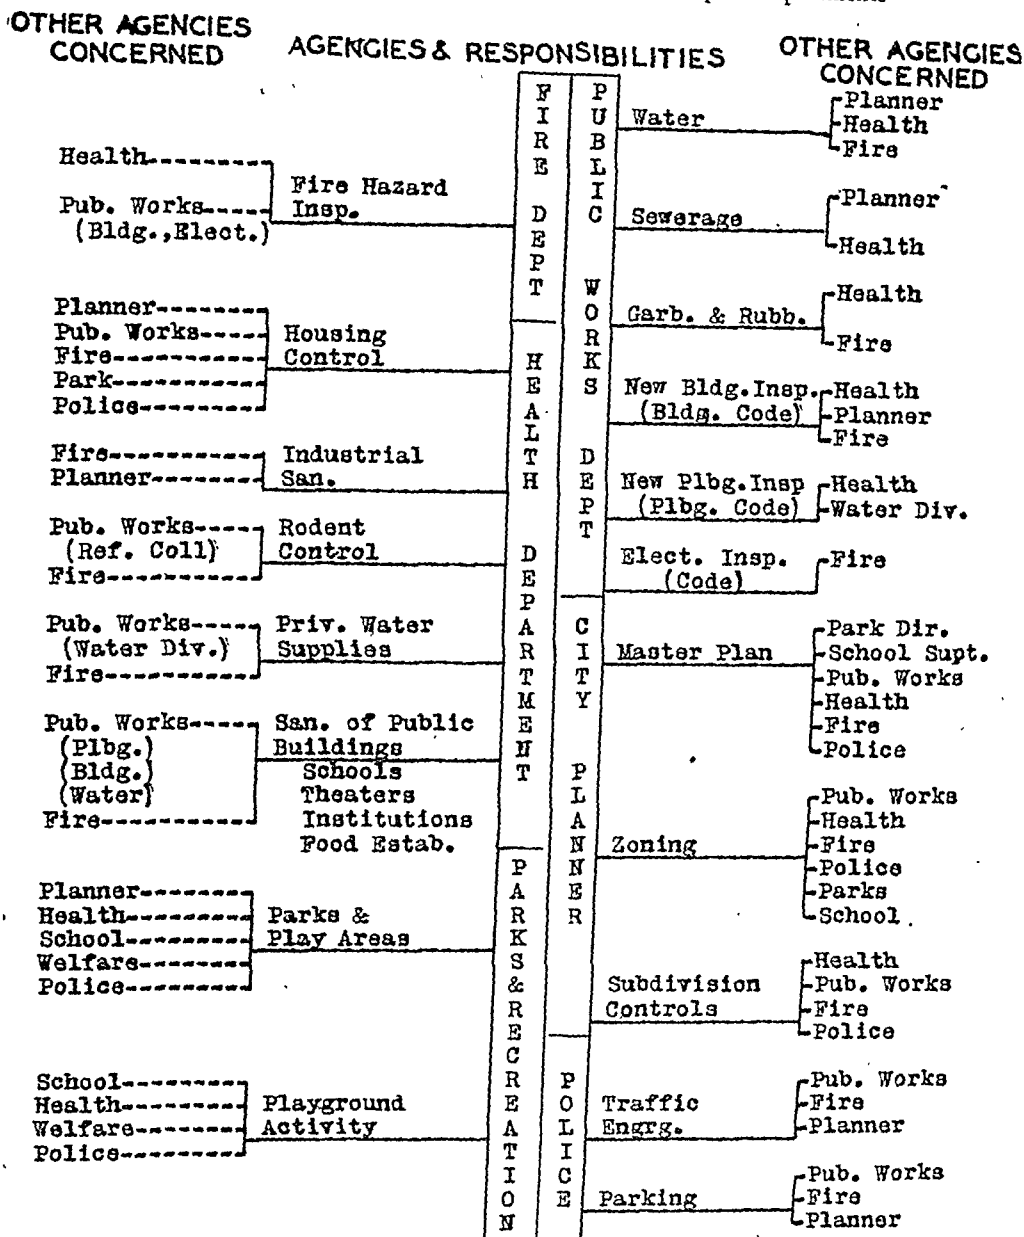 OTHER AGENCIES
CONCERNED
AGENCIES & RESPONSIBILITIES
OTHER AGENCIES
CONCERNED
Health
Pub. Works
(Bldg.,Elect.)
Fire Hazard
Insp.
Planner
Pub. Works
Fire
Park
Police
Housing
Control
Fire
Planner
Industrial
San.
Pub. Works
(Ref. Coll)
Fire
Rodent
Control
Pub. Works
(Water Div.)
Fire
Priv. Water
Supplies
Pub. Works
(Plbg.)
(Bldg.)
(Water)
Fire
San. of Public
Buildings
Schools
Theaters
Institutions
Food Estab.
Planner
Health
School
Welfare
Police
Parks &
Play Areas
School
Health
Welfare
Police
Playground
Activity
FIRE DEPT
HEALTH DEPARTMENT
PARKS&RECREATION
PUBLIC WORKS DEPT
CITY PLANNER
POLICE
Water
Planner
Health
Fire
Sewerage
Planner
Health
Garb. & Rubb.
Health
Fire
New Bldg.Insp.
(Bldg. Code)
Health
Planner
Fire
New Plbg.Insp
(Plbg. Code)
Health
Water Div.
Elect. Insp.
(Code)
Fire
Master Plan
Park Dir.
School Supt.
Pub. Works
Health
Fire
Police
Zoning
Pub. Works
Health
Fire
Police
Parks
School
Subdivision
Controls
Health
Pub. Works
Fire
Police
Traffic
Engrg.
Pub. Works
Fire
Planner
Parking
Pub. Works
Fire
Planner